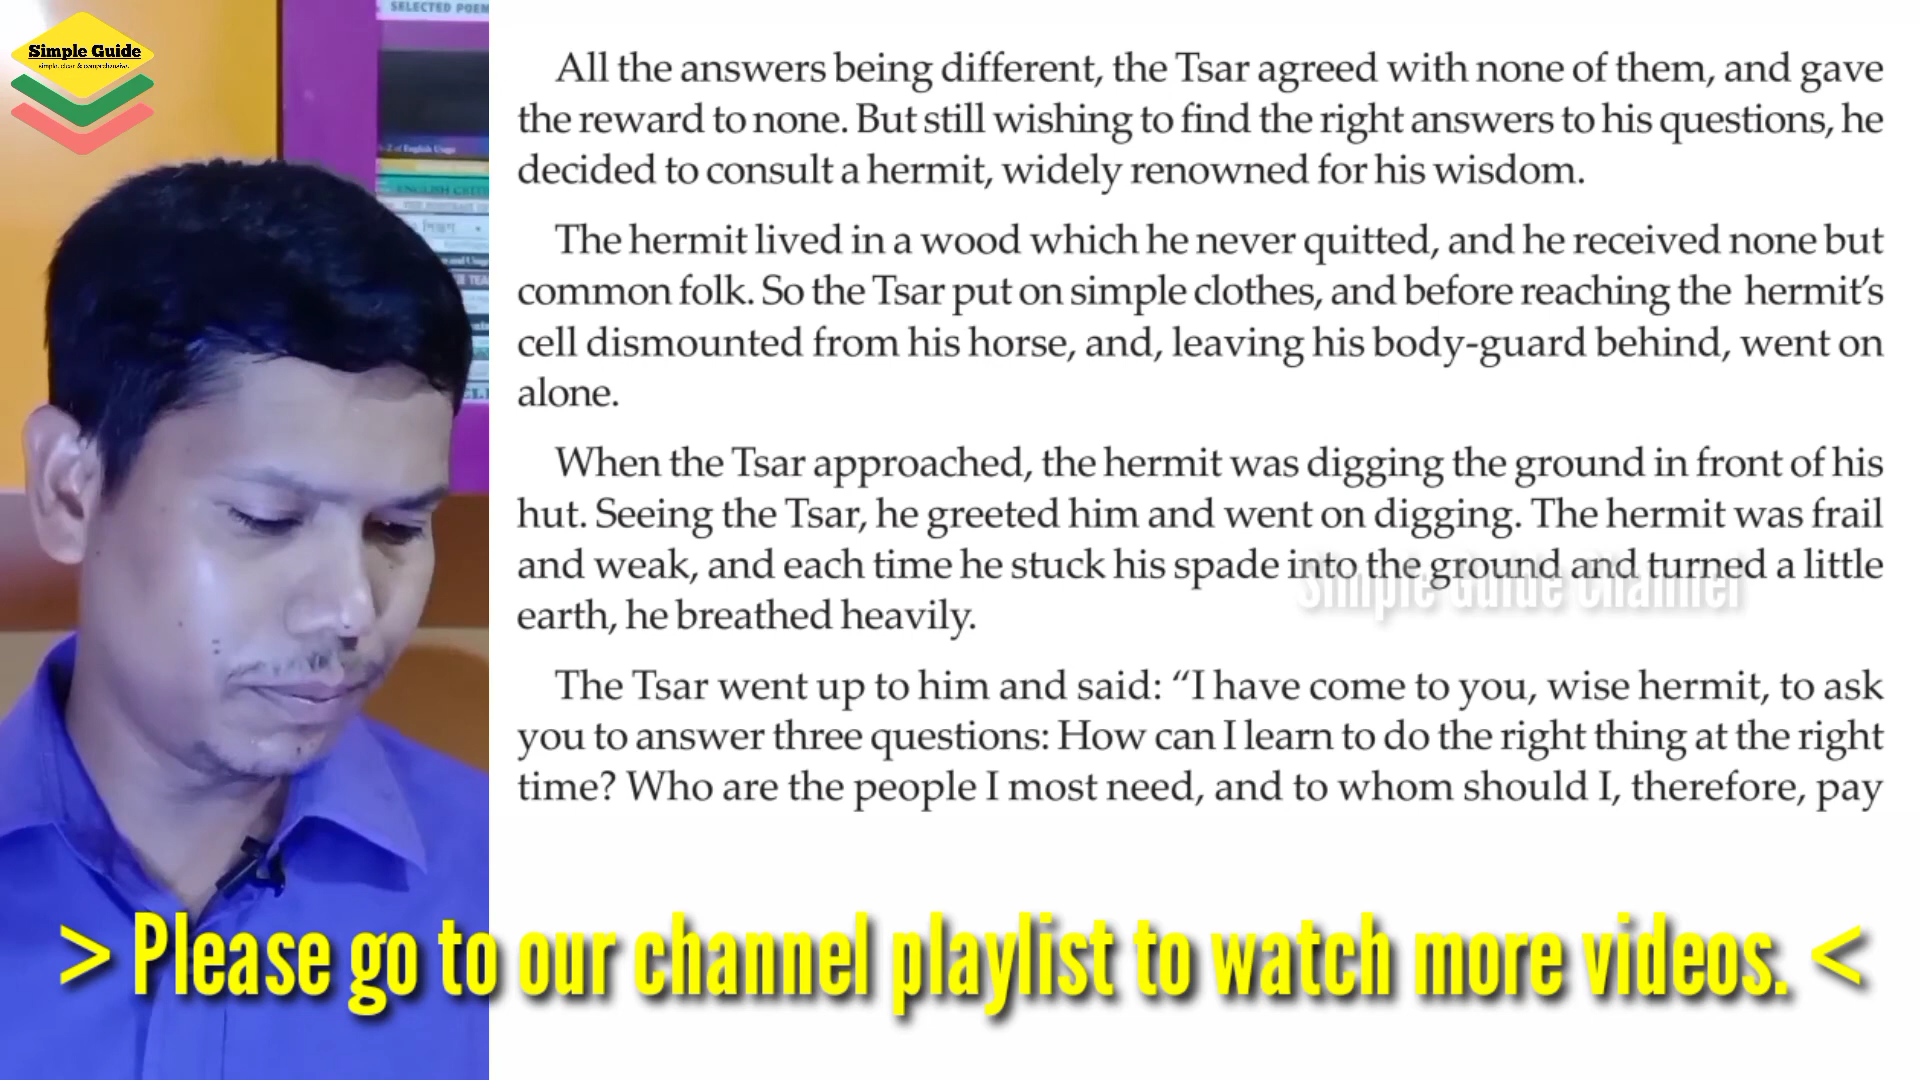 SELECTED POEM
Simple Guide
simple, clear & comprehensive.
All the answers being different, the Tsar agreed with none of them, and gave
the reward to none. But still wishing to find the right answers to his questions, he
decided to consult a hermit, widely renowned for his wisdom.
The hermit lived in a wood which he never quitted, and he received none but
common folk. So the Tsar put on simple clothes, and before reaching the hermit’s
cell dismounted from his horse, and, leaving his body-guard behind, went on
alone.
When the Tsar approached, the hermit was digging the ground in front of his
hut. Seeing the Tsar, he greeted him and went on digging. The hermit was frail
and weak, and each time he stuck his spade into the ground and turned a little
earth, he breathed heavily.
Simple Guide Channel
The Tsar went up to him and said: “I have come to you, wise hermit, to ask
you to answer three questions: How can I learn to do the right thing at the right
time? Who are the people I most need, and to whom should I, therefore, pay
> Please go to our channel playlist to watch more videos. <